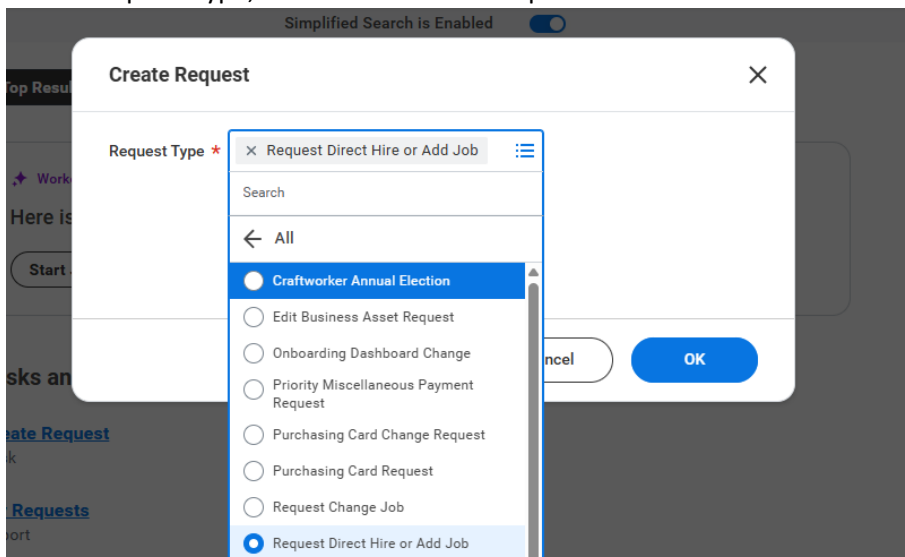 Simplified Search is Enabled
Create Request
Top Resul
Request Type *
Request Direct Hire or Add Job
Work
Search
Here is
All
Start
Craftworker Annual Election
Edit Business Asset Request
Onboarding Dashboard Change
ncel
OK
sks an
Priority Miscellaneous Payment
Request
eate Request
Purchasing Card Change Request
k
Purchasing Card Request
Requests
Request Change Job
ort
Request Direct Hire or Add Job